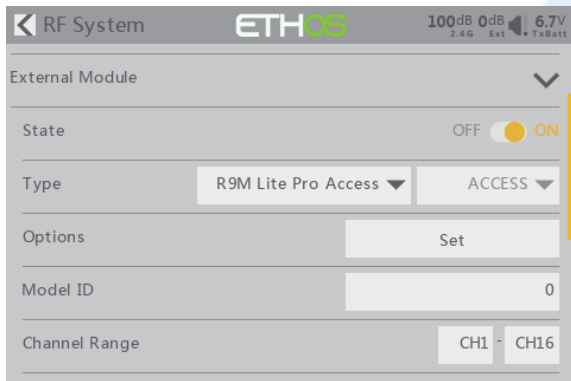 RF System ETHOS 100dB 0dB 6.7V
2.4G Ext TxBatt
External Module
State OFF ON
Type R9M Lite Pro Access ACCESS
Options Set
Model ID 0
Channel Range CH1 - CH16